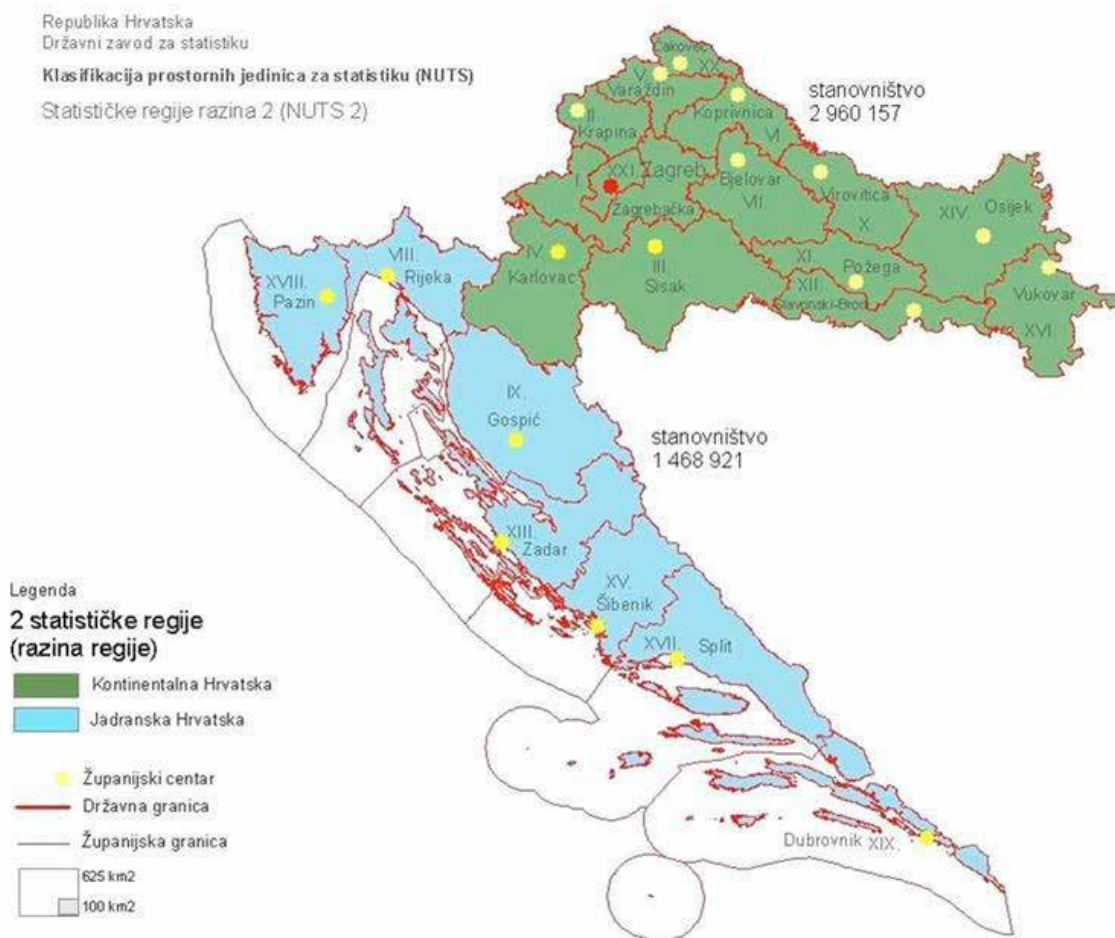 Republika Hrvatska
Državni zavod za statistiku
Klasifikacija prostornih jedinica za statistiku (NUTS)
Statističke regije razina 2 (NUTS 2)
stanovništvo
2 960 157
Čakovec
XX.
V.
Varaždin
II.
Krapina
Koprivnica
VI.
I.
XXI. Zagreb
Zagrebačka
Bjelovar
VII.
Virovitica
X.
XIV.
Osijek
IV.
Karlovac
III.
Sisak
XI.
Požega
XII.
Slavonski-Brod
Vukovar
XVI.
XVIII.
Pazin
VIII.
Rijeka
IX.
Gospić
stanovništvo
1 468 921
XIII.
Zadar
XV.
Šibenik
XVII.
Split
Dubrovnik XIX.
Legenda
2 statističke regije
(razina regije)
Kontinentalna Hrvatska
Jadranska Hrvatska
Županijski centar
Državna granica
Županijska granica
625 km2
100 km2